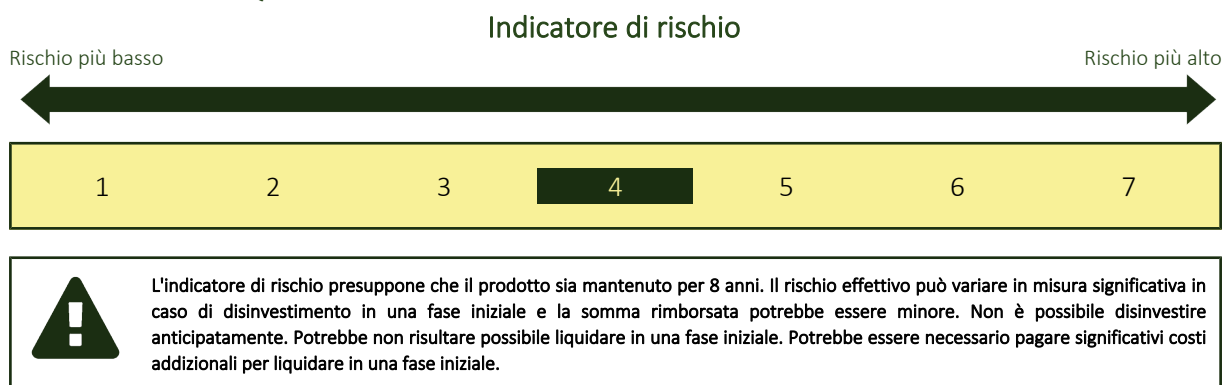 Indicatore di rischio
Rischio più basso
Rischio più alto
1 2 3 4 5 6 7
L'indicatore di rischio presuppone che il prodotto sia mantenuto per 8 anni. Il rischio effettivo può variare in misura significativa in
caso di disinvestimento in una fase iniziale e la somma rimborsata potrebbe essere minore. Non è possibile disinvestire
anticipatamente. Potrebbe non risultare possibile liquidare in una fase iniziale. Potrebbe essere necessario pagare significativi costi
addizionali per liquidare in una fase iniziale.